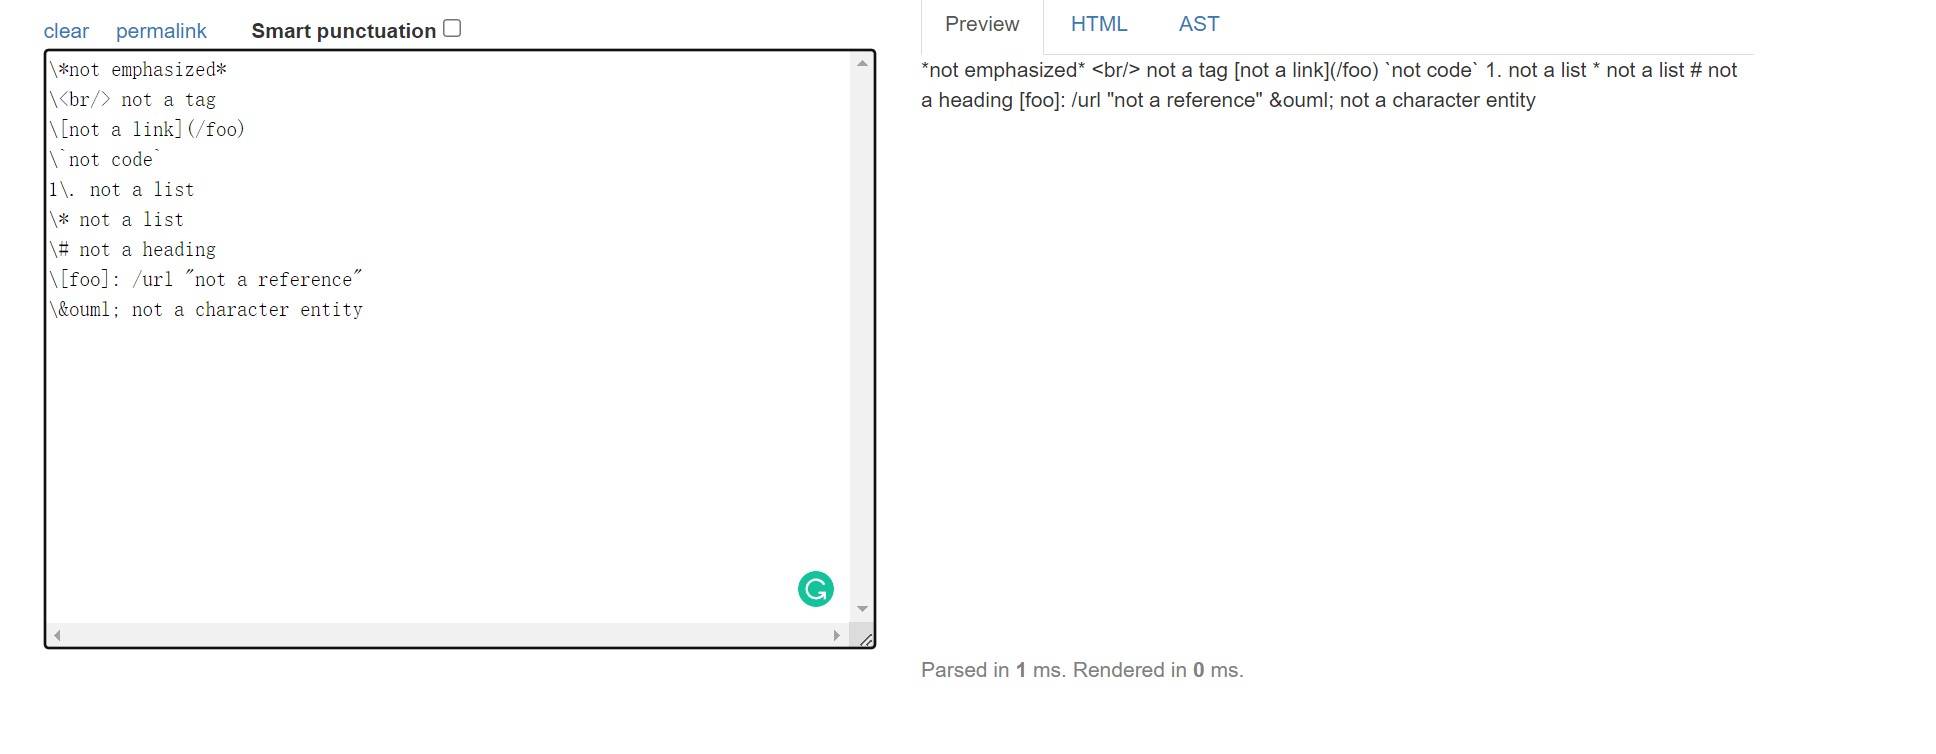 clear permalink Smart punctuation
\*not emphasized*
\<br/> not a tag
\[not a link](/foo)
\`not code`
1\. not a list
\* not a list
\# not a heading
\[foo]: /url "not a reference"
\&ouml; not a character entity
Preview HTML AST
*not emphasized* <br/> not a tag [not a link](/foo) `not code` 1. not a list * not a list # not
a heading [foo]: /url "not a reference" &ouml; not a character entity
Parsed in 1 ms. Rendered in 0 ms.